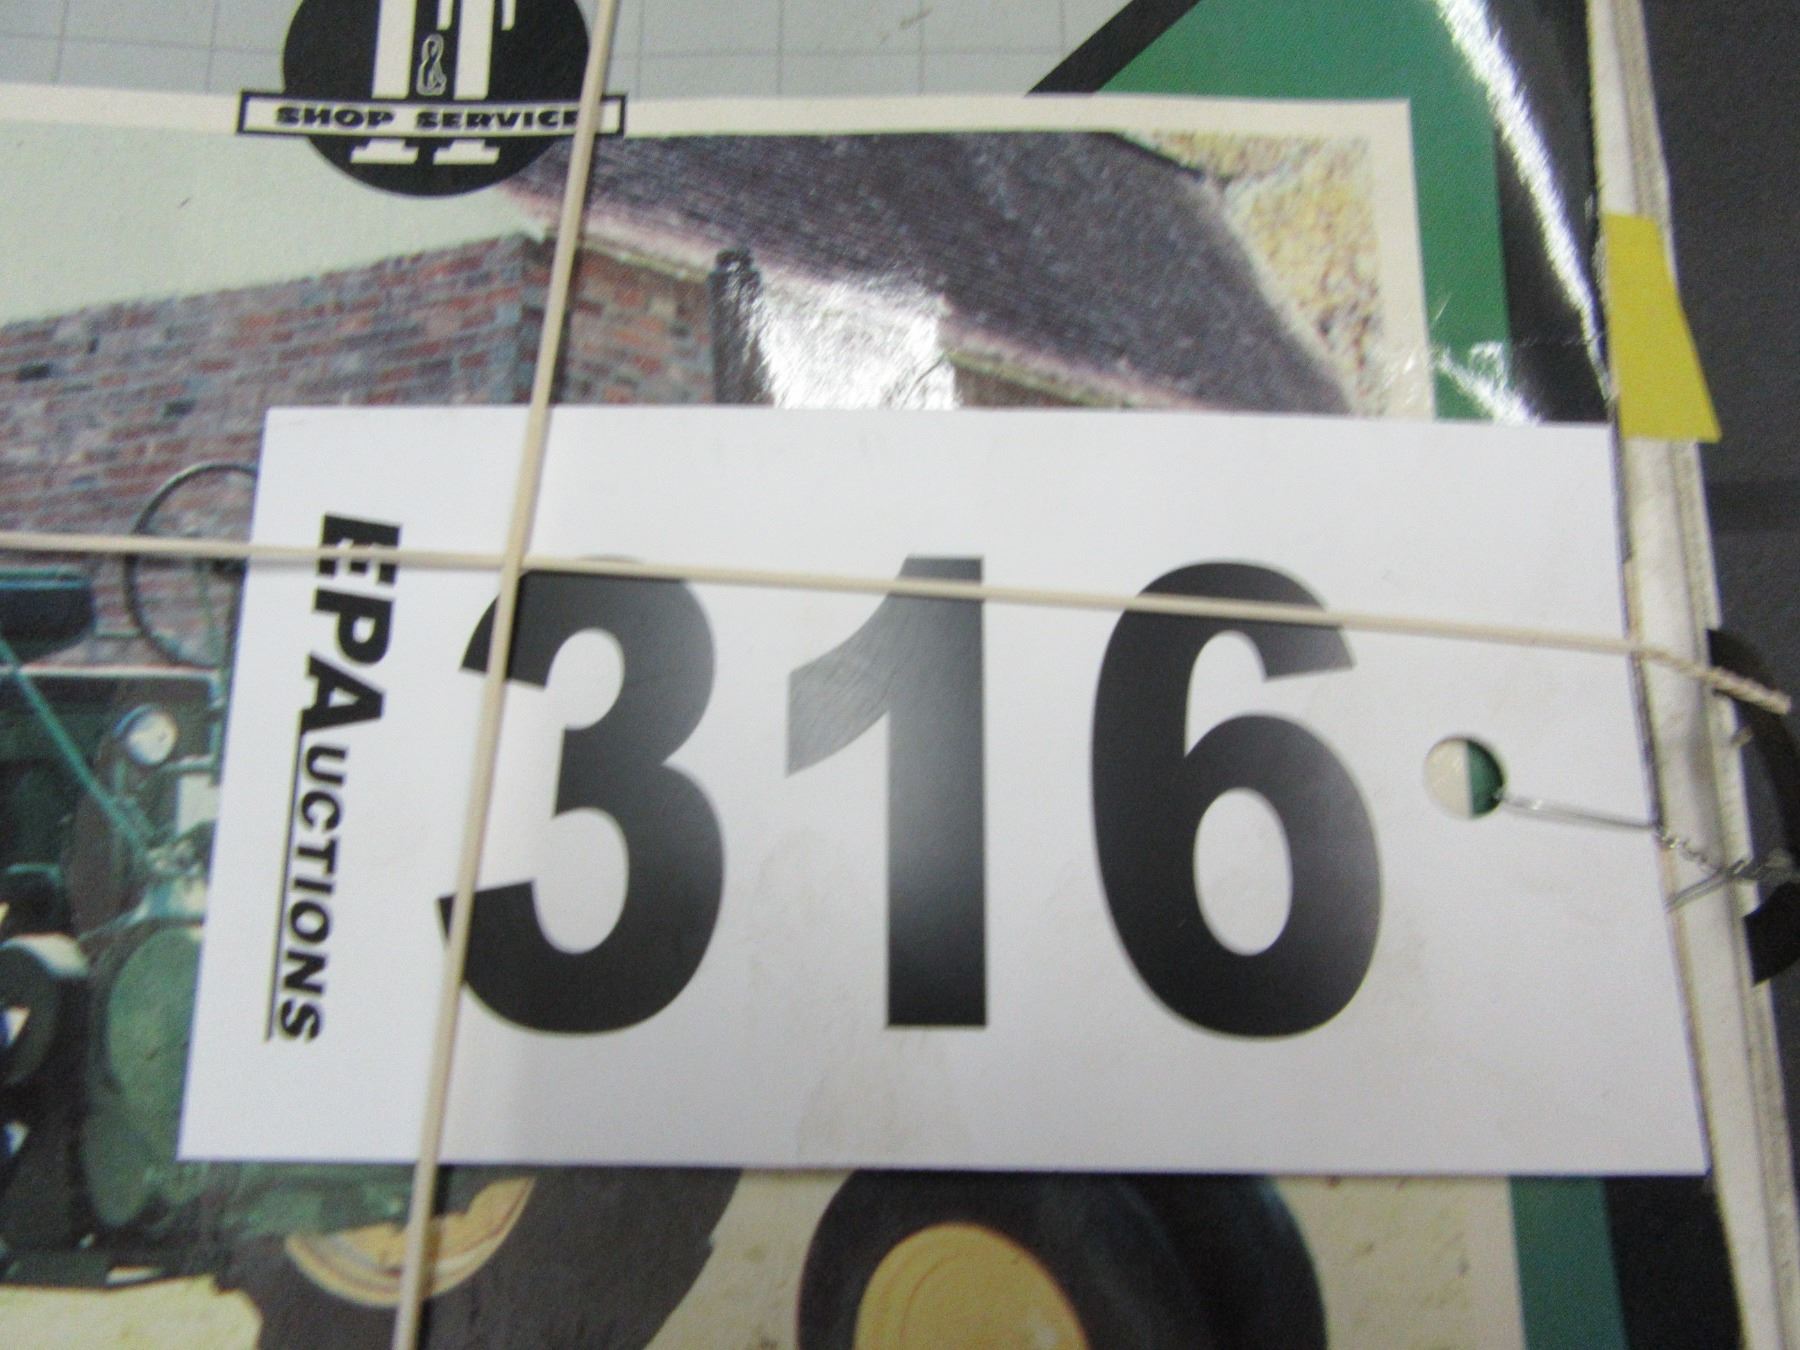 I&T
SHOP SERVICE
EPAUCTIONS
316